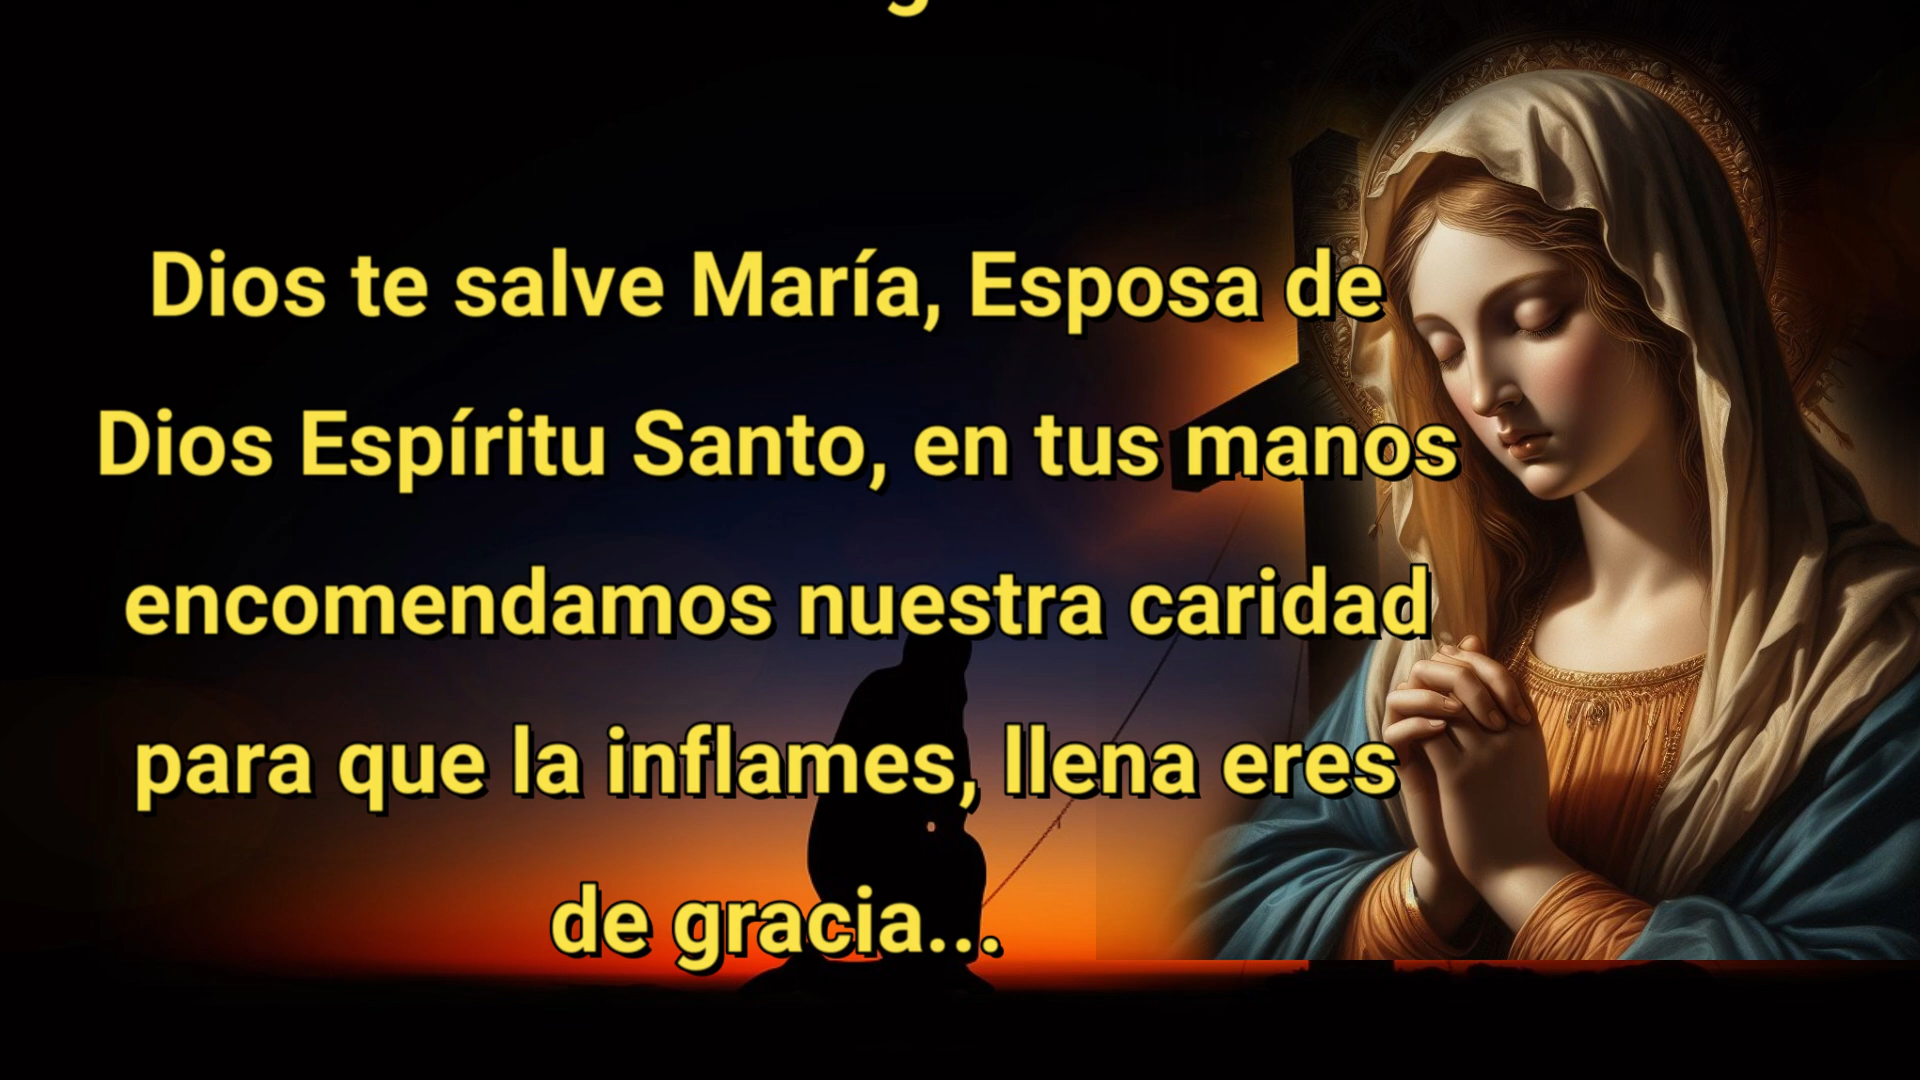 Dios te salve María, Esposa de
Dios Espíritu Santo, en tus manos
encomendamos nuestra caridad
para que la inflames, llena eres
de gracia...